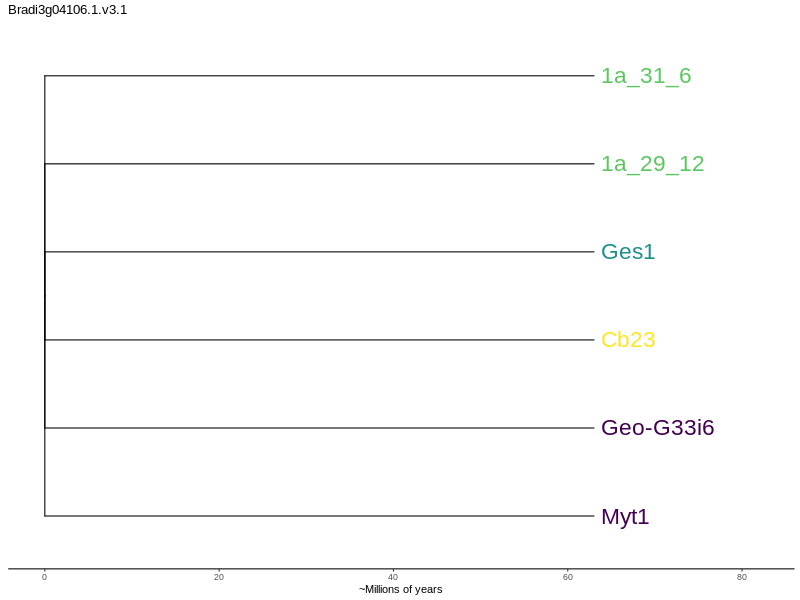 Bradi3g04106.1.v3.1
1a_31_6
1a_29_12
Ges1
Cb23
Geo-G33i6
Myt1
0 20 40 60 80
~Millions of years